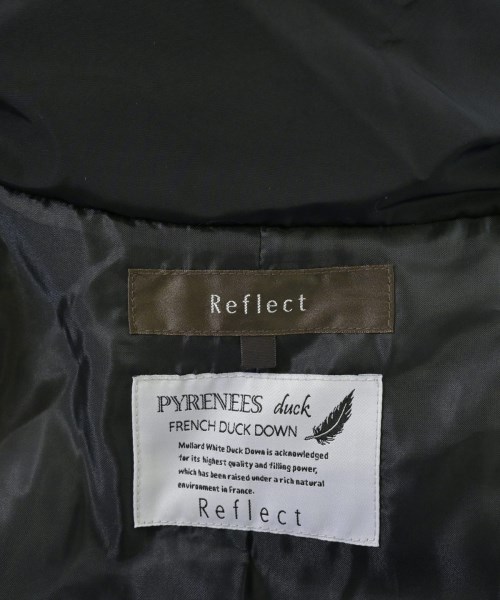 Reflect
PYRENEES duck
FRENCH DUCK DOWN
Mullard White Duck Down is acknowledged
for its highest quality and filling power,
which has been raised under a rich natural
environment in France.
Reflect